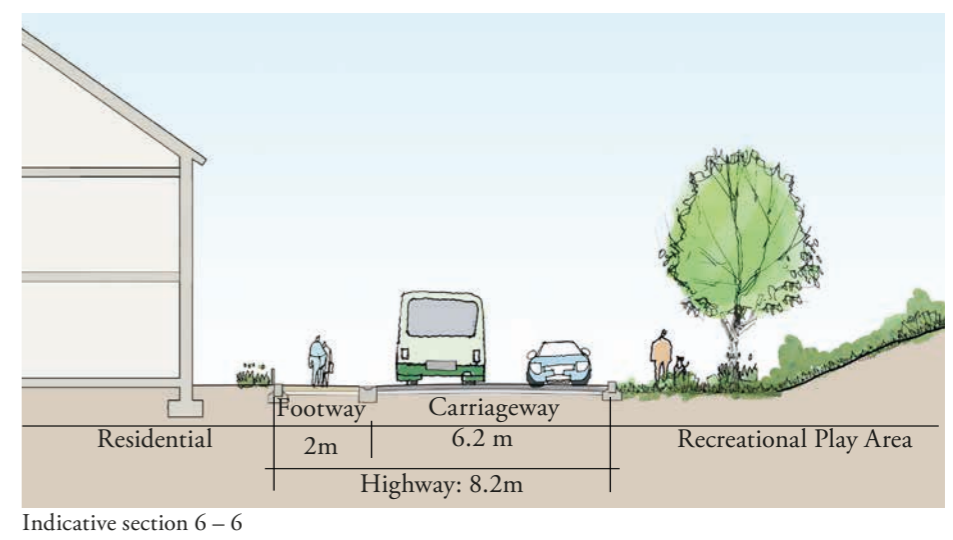 Footway
Carriageway
Residential
2m
6.2 m
Recreational Play Area
Highway: 8.2m
Indicative section 6 – 6